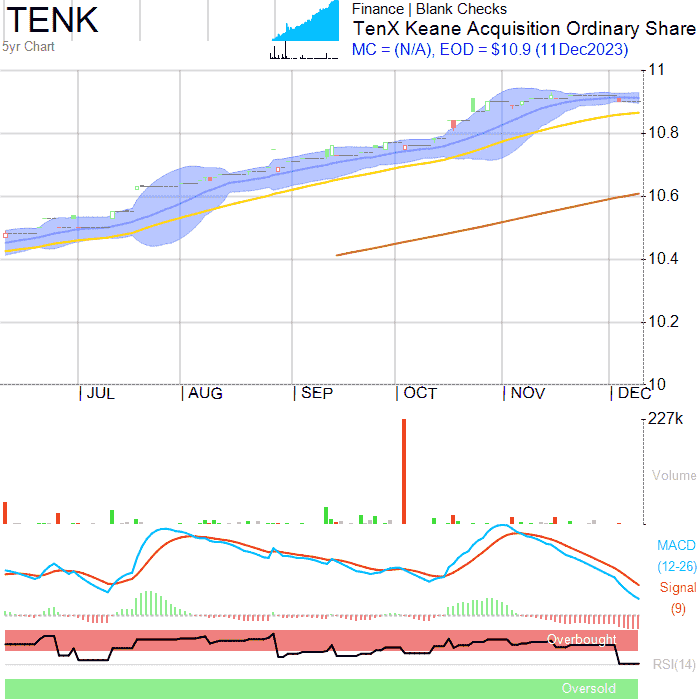 TENK
5yr Chart
Finance | Blank Checks
TenX Keane Acquisition Ordinary Share
MC = (N/A), EOD = $10.9 (11Dec2023)
11
10.8
10.6
10.4
10.2
10
| JUL | AUG | SEP | OCT | NOV | DEC
227k
Volume
MACD
(12-26)
Signal
(9)
Overbought
RSI(14)
Oversold